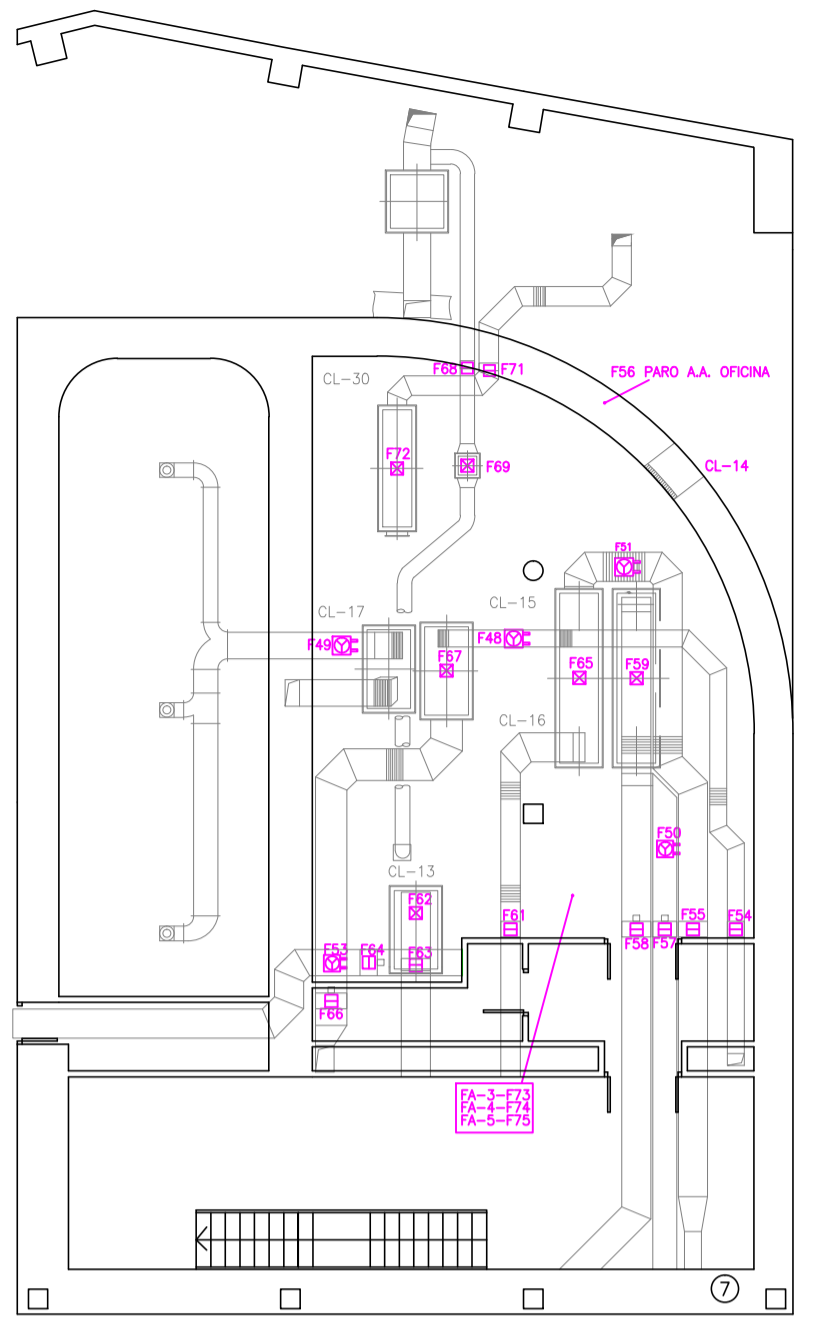 F68
F71
F56 PARO A.A. OFICINA
CL-30
F72
F69
CL-14
F51
CL-17
CL-15
F49
F48
F67
F65
F59
CL-16
F50
CL-13
F62
F61
F58
F57
F55
F54
F53
F64
F63
F66
FA-3-F73
FA-4-F74
FA-5-F75
7